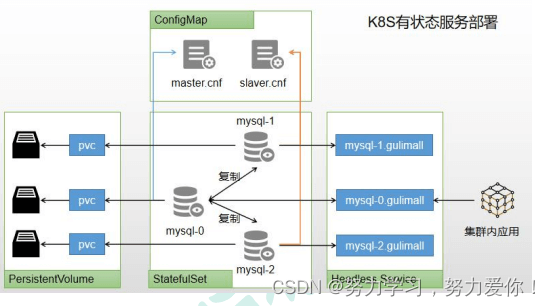 ConfigMap
K8S有状态服务部署
master.cnf
slaver.cnf
mysql-1
pvc
mysql-1.gulimall
复制
pvc
mysql-0
mysql-0.gulimall
集群内应用
复制
pvc
mysql-2
mysql-2.gulimall
PersistentVolume
StatefulSet
Headless Service
CSDN @努力学习，努力爱你！